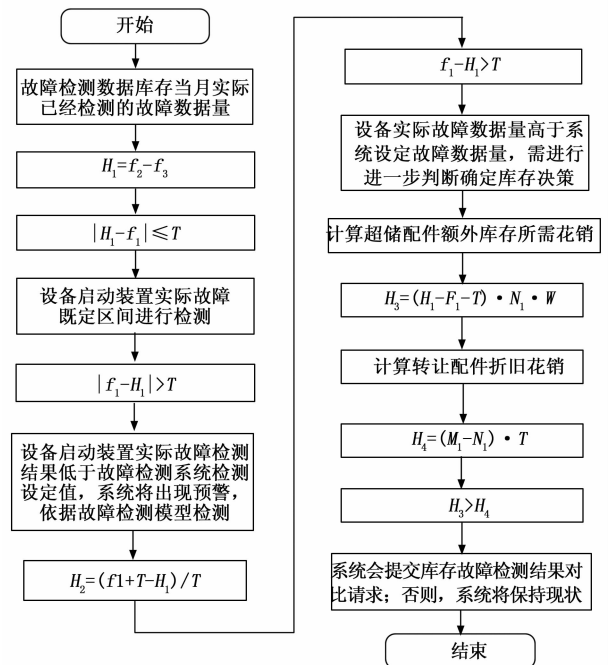 开始
故障检测数据库存当月实际
已经检测的故障数据量
H₁=f₂-f₃
|H₁-f₁|≤T
设备启动装置实际故障
既定区间进行检测
|f₁-H₁|>T
设备启动装置实际故障检测
结果低于故障检测系统检测
设定值，系统将出现预警，
依据故障检测模型检测
H₂=(f1+T-H₁)/T
f₁-H₁>T
设备实际故障数据量高于系
统设定故障数据量，需进行
进一步判断确定库存决策
计算超储配件额外库存所需花销
H₃=(H₁-F₁-T)·N₁·W
计算转让配件折旧花销
H₄=(M₁-N₁)·T
H₃>H₄
系统会提交库存故障检测结果对
比请求；否则，系统将保持现状
结束